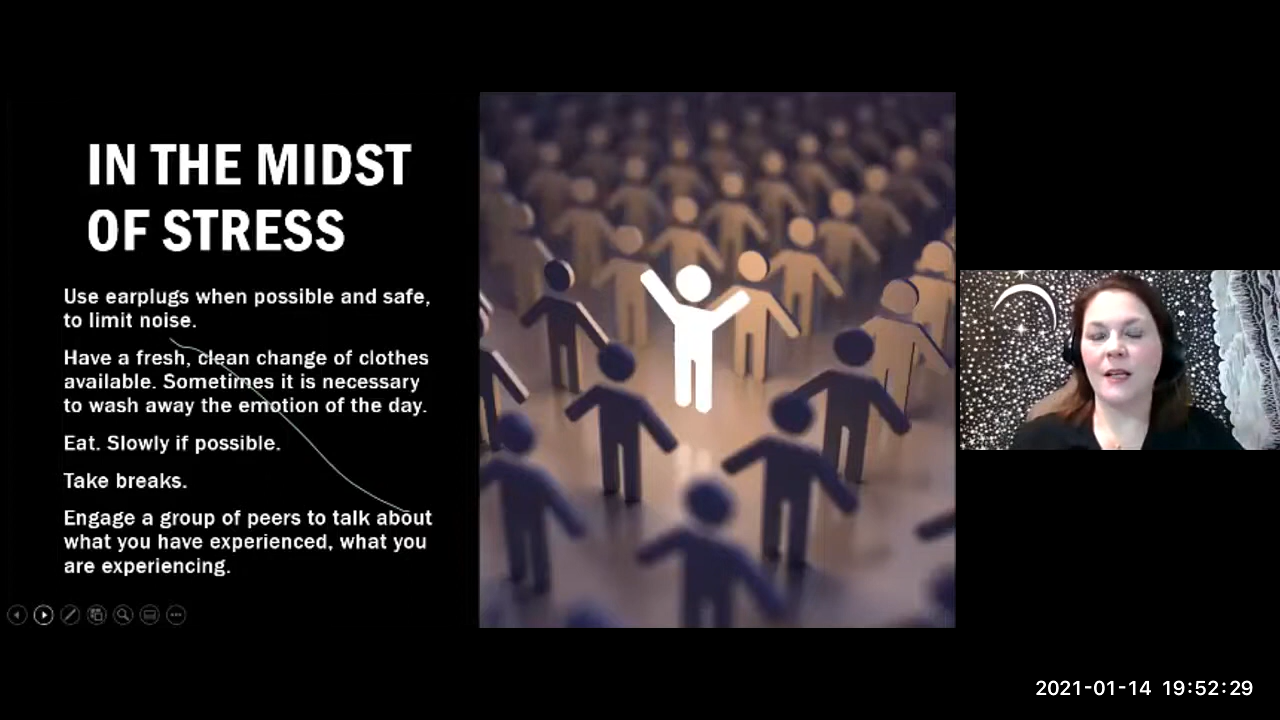 IN THE MIDST
OF STRESS
Use earplugs when possible and safe,
to limit noise.
Have a fresh, clean change of clothes
available. Sometimes it is necessary
to wash away the emotion of the day.
Eat. Slowly if possible.
Take breaks.
Engage a group of peers to talk about
what you have experienced, what you
are experiencing.
2021-01-14 19:52:29